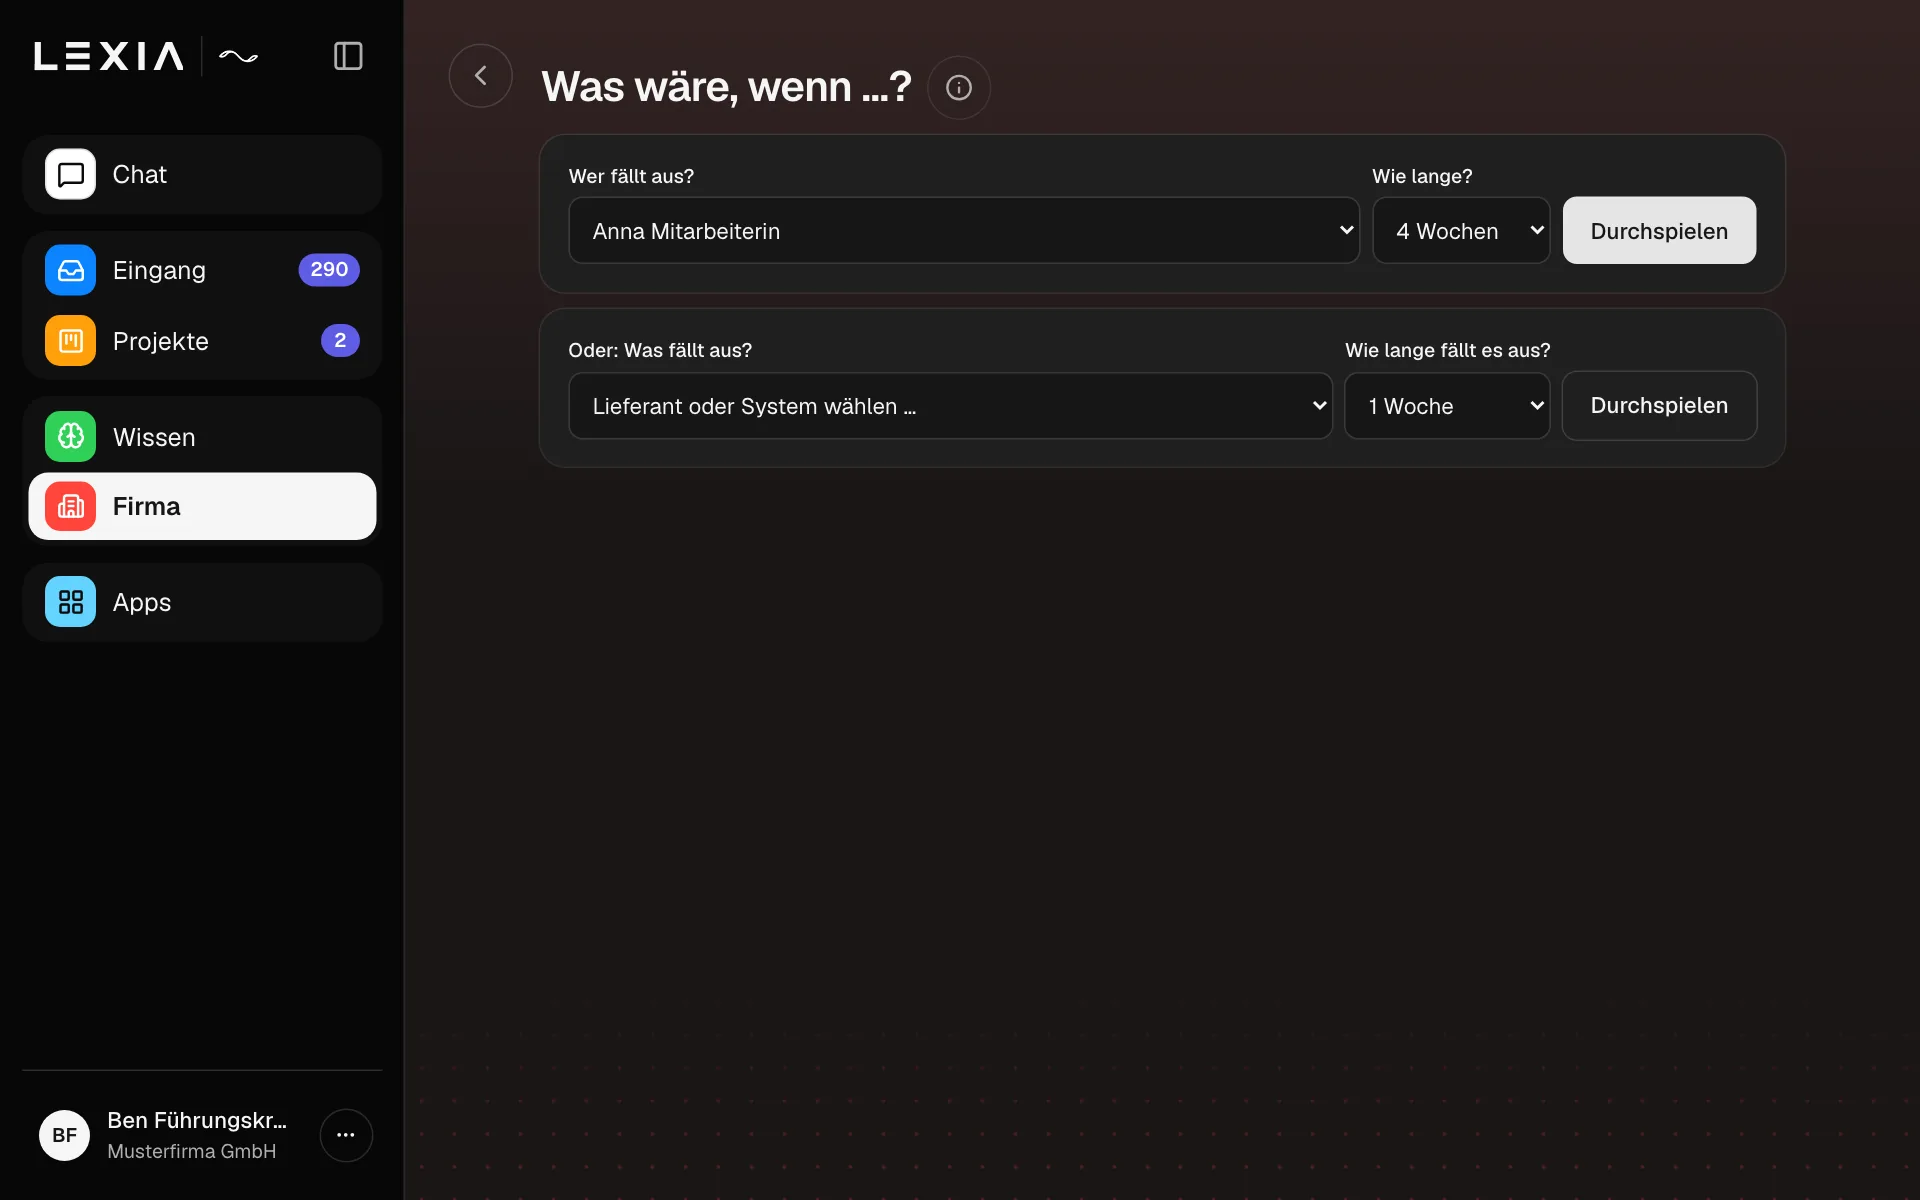 LEXIA
Chat
Eingang
290
Projekte
2
Wissen
Firma
Apps
BF
Ben Führungskr...
Musterfirma GmbH
Was wäre, wenn ...?
Wer fällt aus?
Wie lange?
Anna Mitarbeiterin
4 Wochen
Durchspielen
Oder: Was fällt aus?
Wie lange fällt es aus?
Lieferant oder System wählen ...
1 Woche
Durchspielen